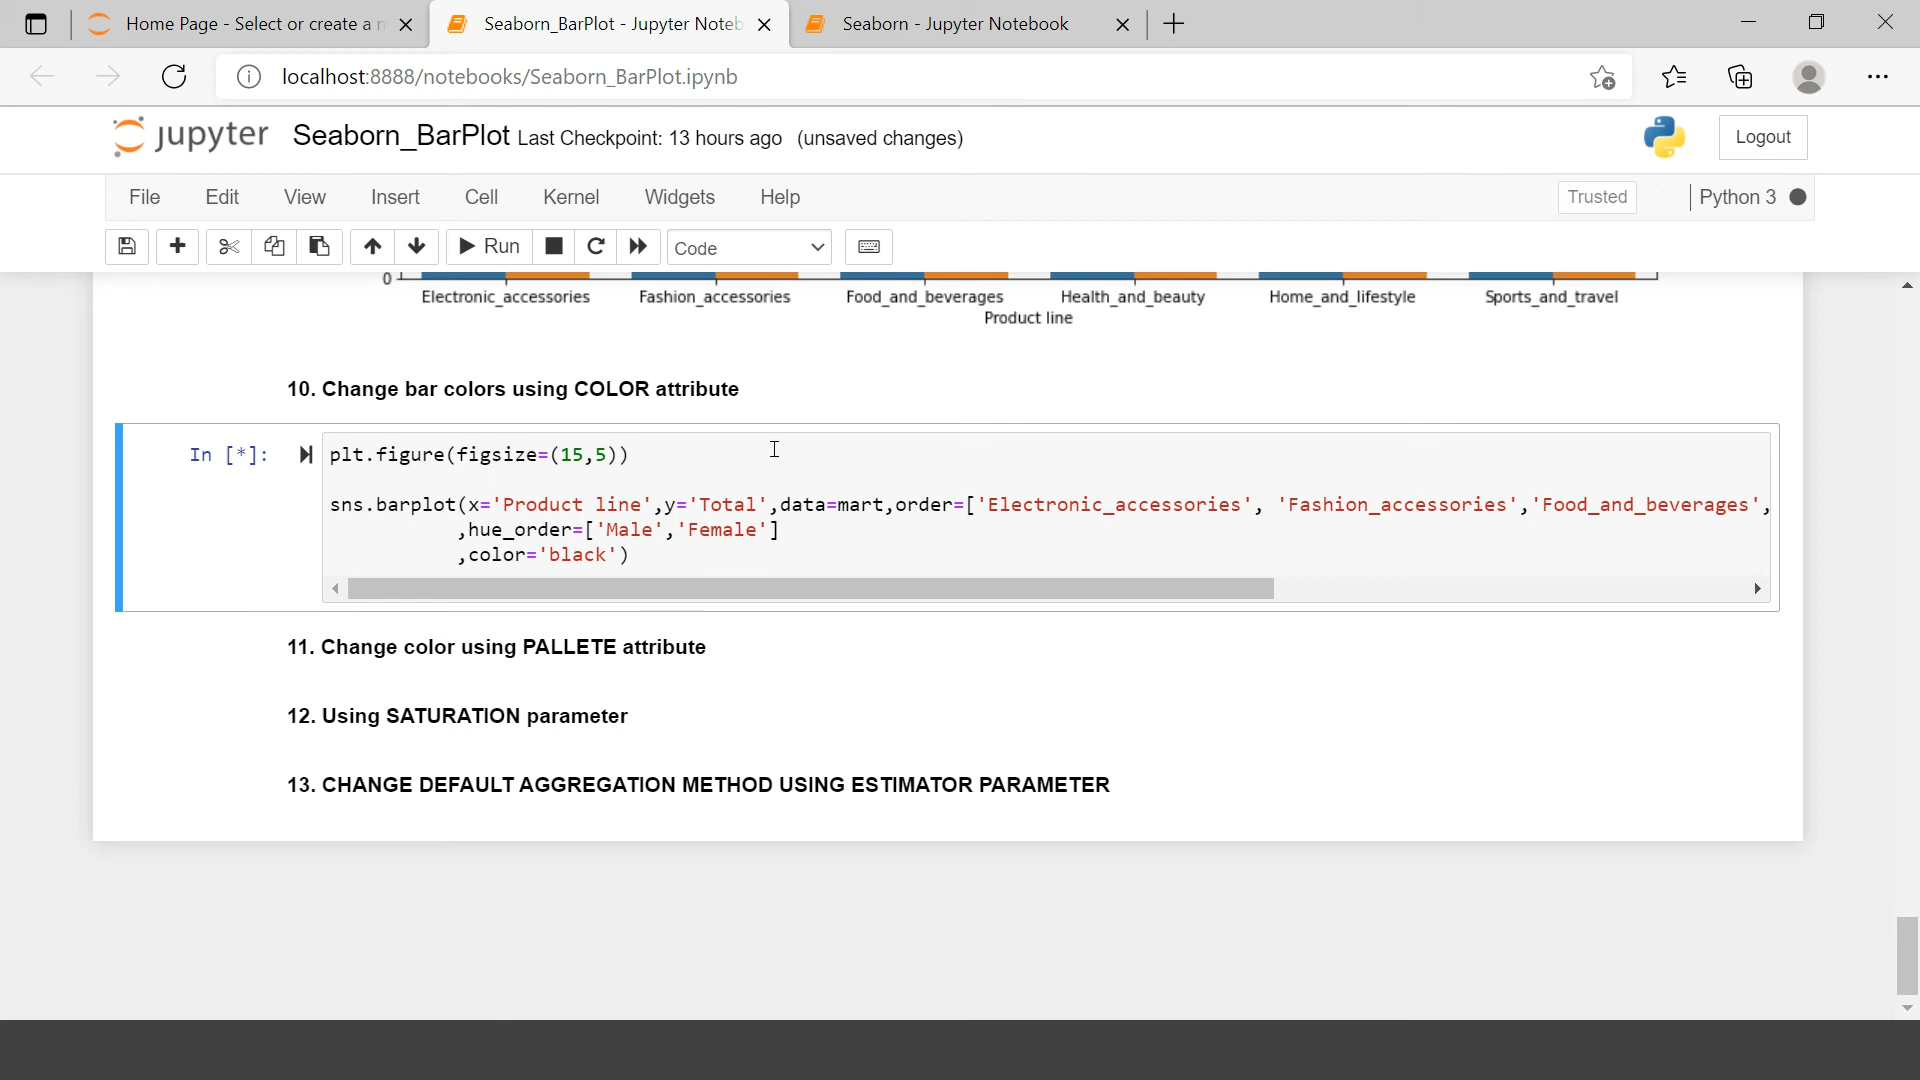 Home Page - Select or create a n
Seaborn_BarPlot - Jupyter Noteb
Seaborn - Jupyter Notebook
localhost:8888/notebooks/Seaborn_BarPlot.ipynb
jupyter Seaborn_BarPlot Last Checkpoint: 13 hours ago (unsaved changes)
Logout
File Edit View Insert Cell Kernel Widgets Help
Trusted
Python 3
Run
Code
0
Electronic_accessories Fashion_accessories Food_and_beverages Health_and_beauty Home_and_lifestyle Sports_and_travel
Product line
10. Change bar colors using COLOR attribute
In [*]:
plt.figure(figsize=(15,5))
sns.barplot(x='Product line',y='Total',data=mart,order=['Electronic_accessories', 'Fashion_accessories','Food_and_beverages',
,hue_order=['Male','Female']
,color='black')
11. Change color using PALLETE attribute
12. Using SATURATION parameter
13. CHANGE DEFAULT AGGREGATION METHOD USING ESTIMATOR PARAMETER